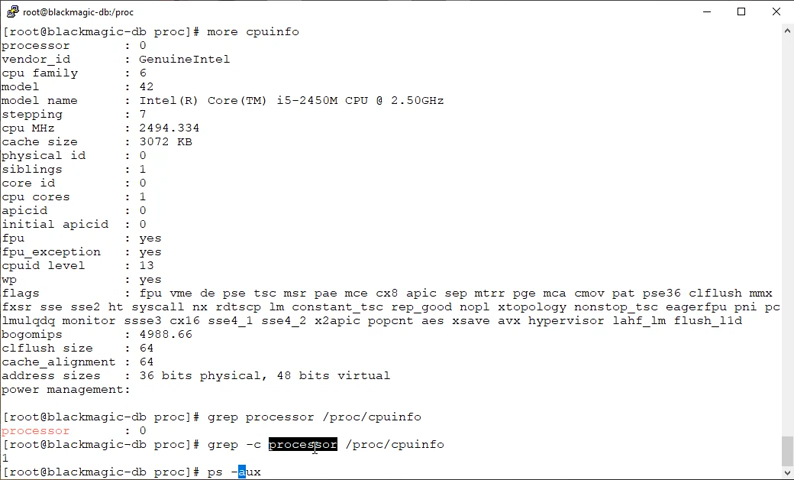 root@blackmagic-db:/proc
[root@blackmagic-db proc]# more cpuinfo
processor : 0
vendor_id : GenuineIntel
cpu family : 6
model : 42
model name : Intel(R) Core(TM) i5-2450M CPU @ 2.50GHz
stepping : 7
cpu MHz : 2494.334
cache size : 3072 KB
physical id : 0
siblings : 1
core id : 0
cpu cores : 1
apicid : 0
initial apicid : 0
fpu : yes
fpu_exception : yes
cpuid level : 13
wp : yes
flags : fpu vme de pse tsc msr pae mce cx8 apic sep mtrr pge mca cmov pat pse36 clflush mmx
fxsr sse sse2 ht syscall nx rdtscp lm constant_tsc rep_good nopl xtopology nonstop_tsc eagerfpu pni pc
lmulqdq monitor ssse3 cx16 sse4_1 sse4_2 x2apic popcnt aes xsave avx hypervisor lahf_lm flush_l1d
bogomips : 4988.66
clflush size : 64
cache_alignment : 64
address sizes : 36 bits physical, 48 bits virtual
power management:
[root@blackmagic-db proc]# grep processor /proc/cpuinfo
processor : 0
[root@blackmagic-db proc]# grep -c processor /proc/cpuinfo
1
[root@blackmagic-db proc]# ps -aux